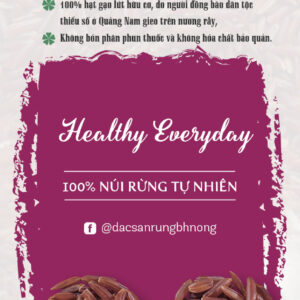 100% hạt gạo lứt hữu cơ, do người đồng bào dân tộc
thiểu số ở Quảng Nam gieo trên nương rẫy,
Không bón phân phun thuốc và không hóa chất bảo quản.
Healthy Everyday
100% NÚI RỪNG TỰ NHIÊN
@dacsanrungbhnong